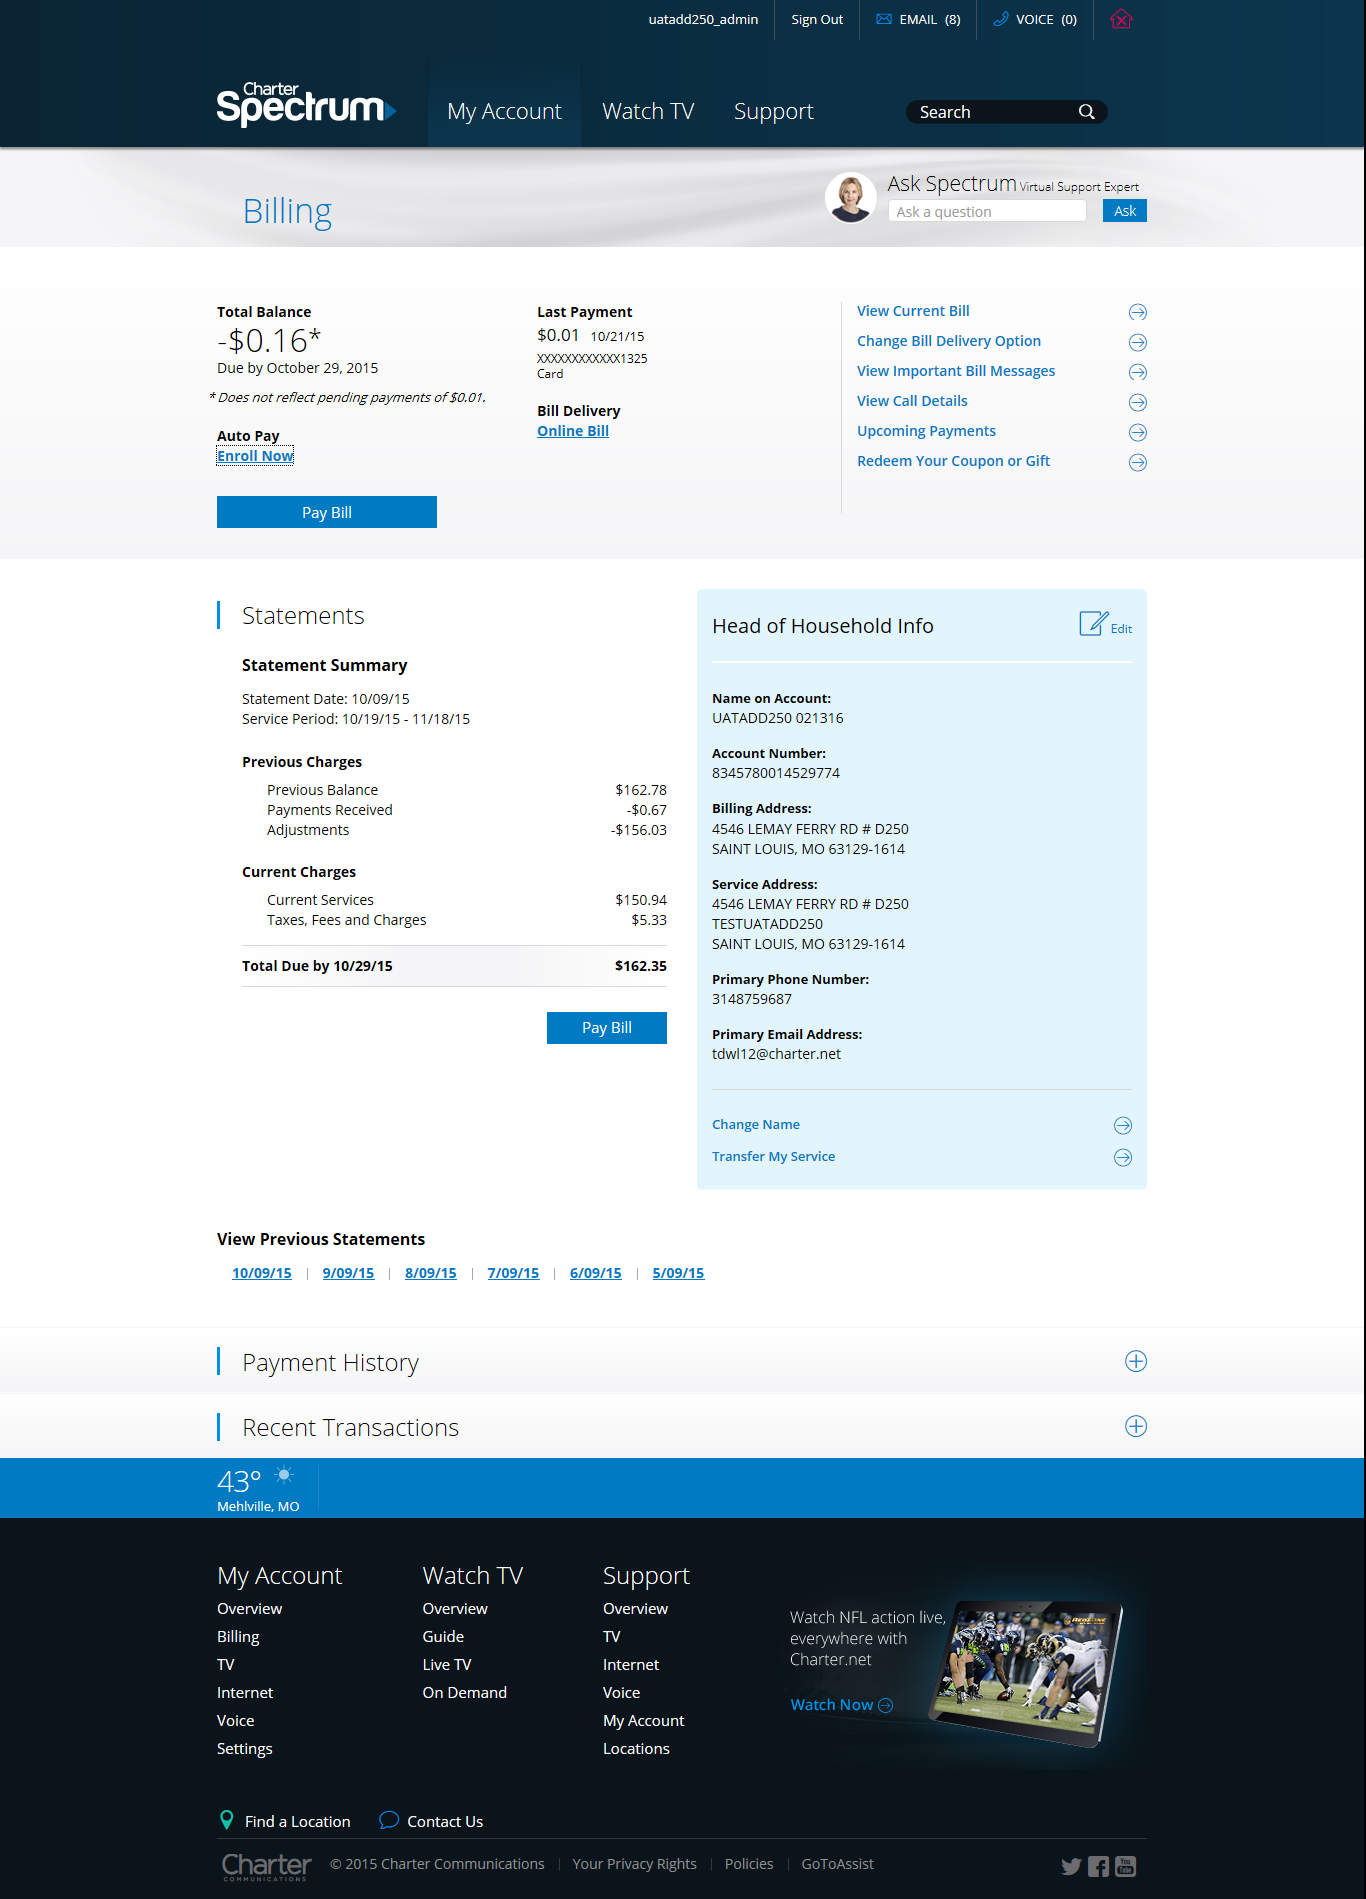 uatadd250_admin
Sign Out
EMAIL (8)
VOICE (0)
Charter
Spectrum
My Account
Watch TV
Support
Search
Billing
Ask Spectrum Virtual Support Expert
Ask a question
Ask
Total Balance
-$0.16*
Due by October 29, 2015
* Does not reflect pending payments of $0.01.
Auto Pay
Enroll Now
Pay Bill
Last Payment
$0.01 10/21/15
XXXXXXXXXXXX1325
Card
Bill Delivery
Online Bill
View Current Bill
Change Bill Delivery Option
View Important Bill Messages
View Call Details
Upcoming Payments
Redeem Your Coupon or Gift
Statements
Statement Summary
Statement Date: 10/09/15
Service Period: 10/19/15 - 11/18/15
Previous Charges
Previous Balance $162.78
Payments Received -$0.67
Adjustments -$156.03
Current Charges
Current Services $150.94
Taxes, Fees and Charges $5.33
Total Due by 10/29/15 $162.35
Pay Bill
Head of Household Info
Edit
Name on Account:
UATADD250 021316
Account Number:
8345780014529774
Billing Address:
4546 LEMAY FERRY RD # D250
SAINT LOUIS, MO 63129-1614
Service Address:
4546 LEMAY FERRY RD # D250
TESTUATADD250
SAINT LOUIS, MO 63129-1614
Primary Phone Number:
3148759687
Primary Email Address:
tdwl12@charter.net
Change Name
Transfer My Service
View Previous Statements
10/09/15 | 9/09/15 | 8/09/15 | 7/09/15 | 6/09/15 | 5/09/15
Payment History
Recent Transactions
43°
Mehlville, MO
My Account
Overview
Billing
TV
Internet
Voice
Settings
Watch TV
Overview
Guide
Live TV
On Demand
Support
Overview
TV
Internet
Voice
My Account
Locations
Watch NFL action live,
everywhere with
Charter.net
Watch Now
REDZONE
Find a Location
Contact Us
Charter
COMMUNICATIONS
© 2015 Charter Communications | Your Privacy Rights | Policies | GoToAssist
You
Tube